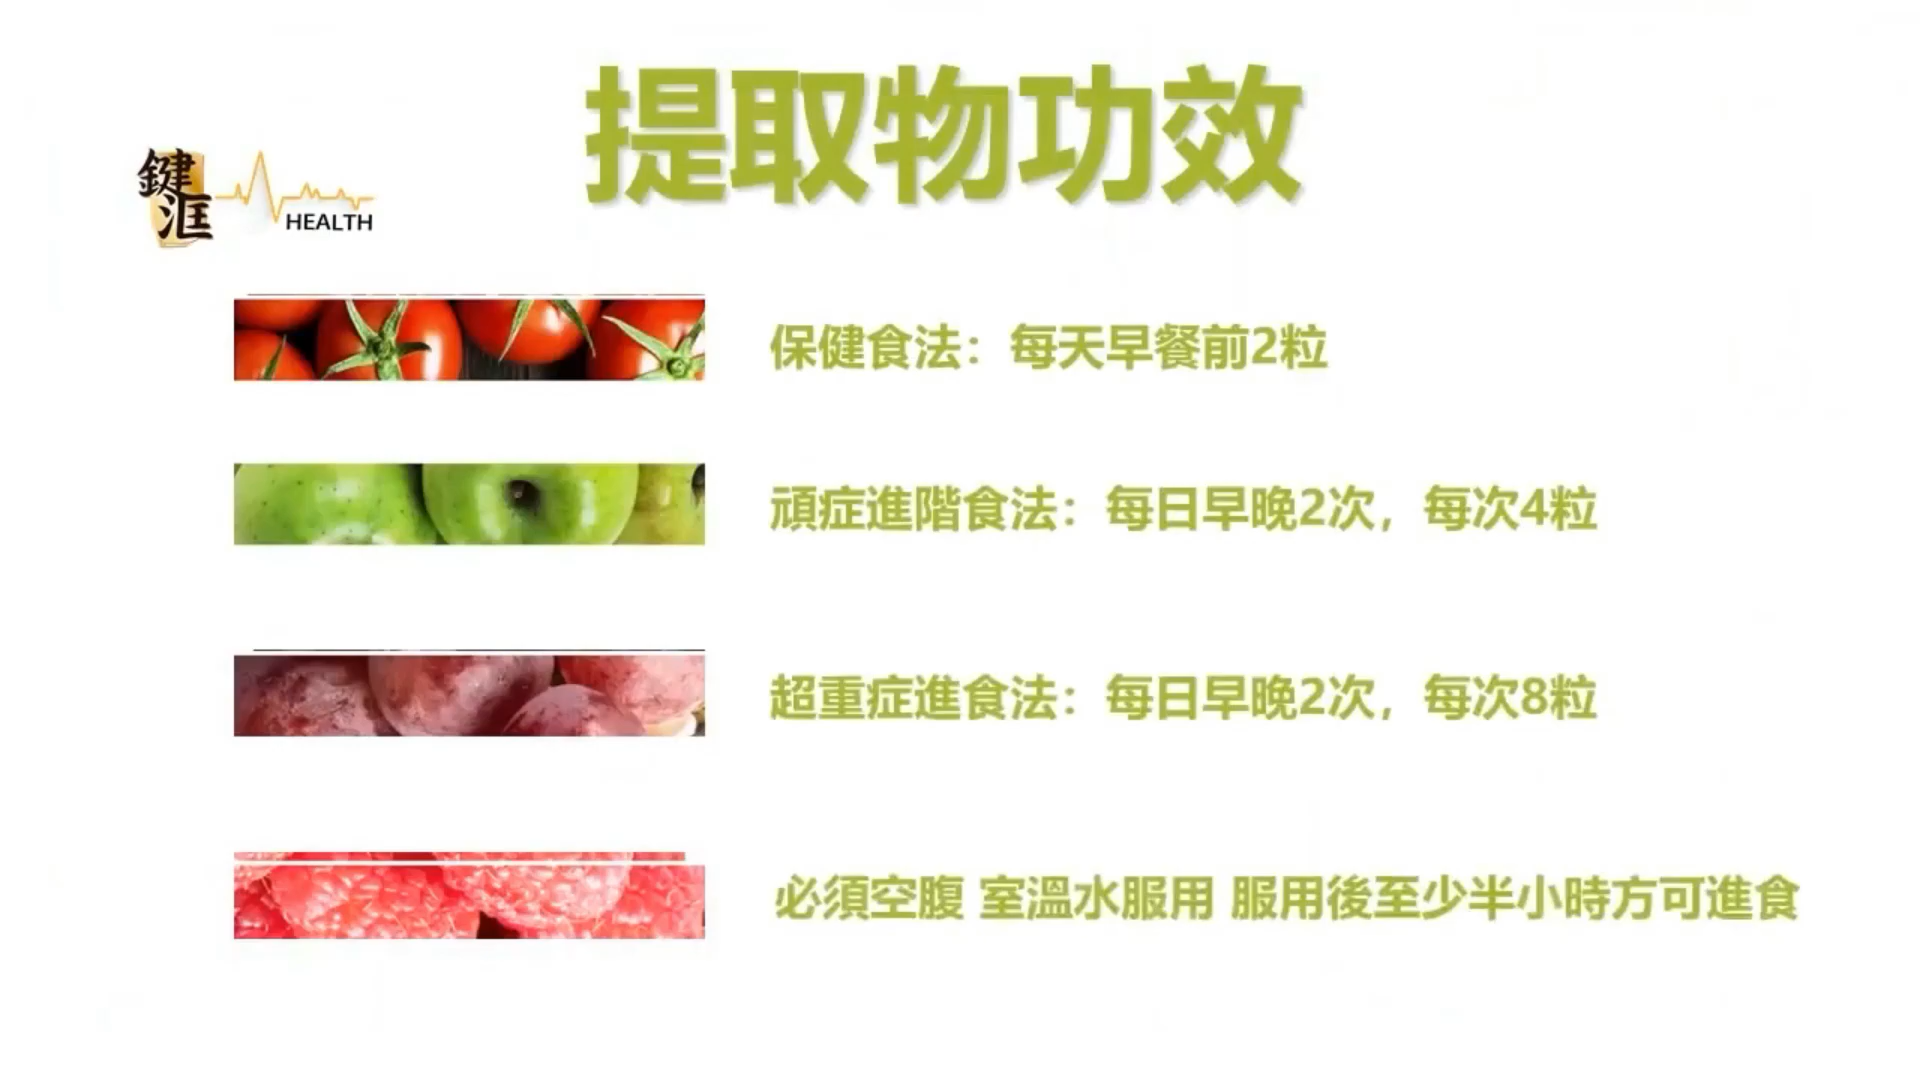 提取物功效
鍵滙
HEALTH
保健食法：每天早餐前2粒
頑症進階食法：每日早晚2次，每次4粒
超重症進食法：每日早晚2次，每次8粒
必須空腹 室溫水服用 服用後至少半小時方可進食